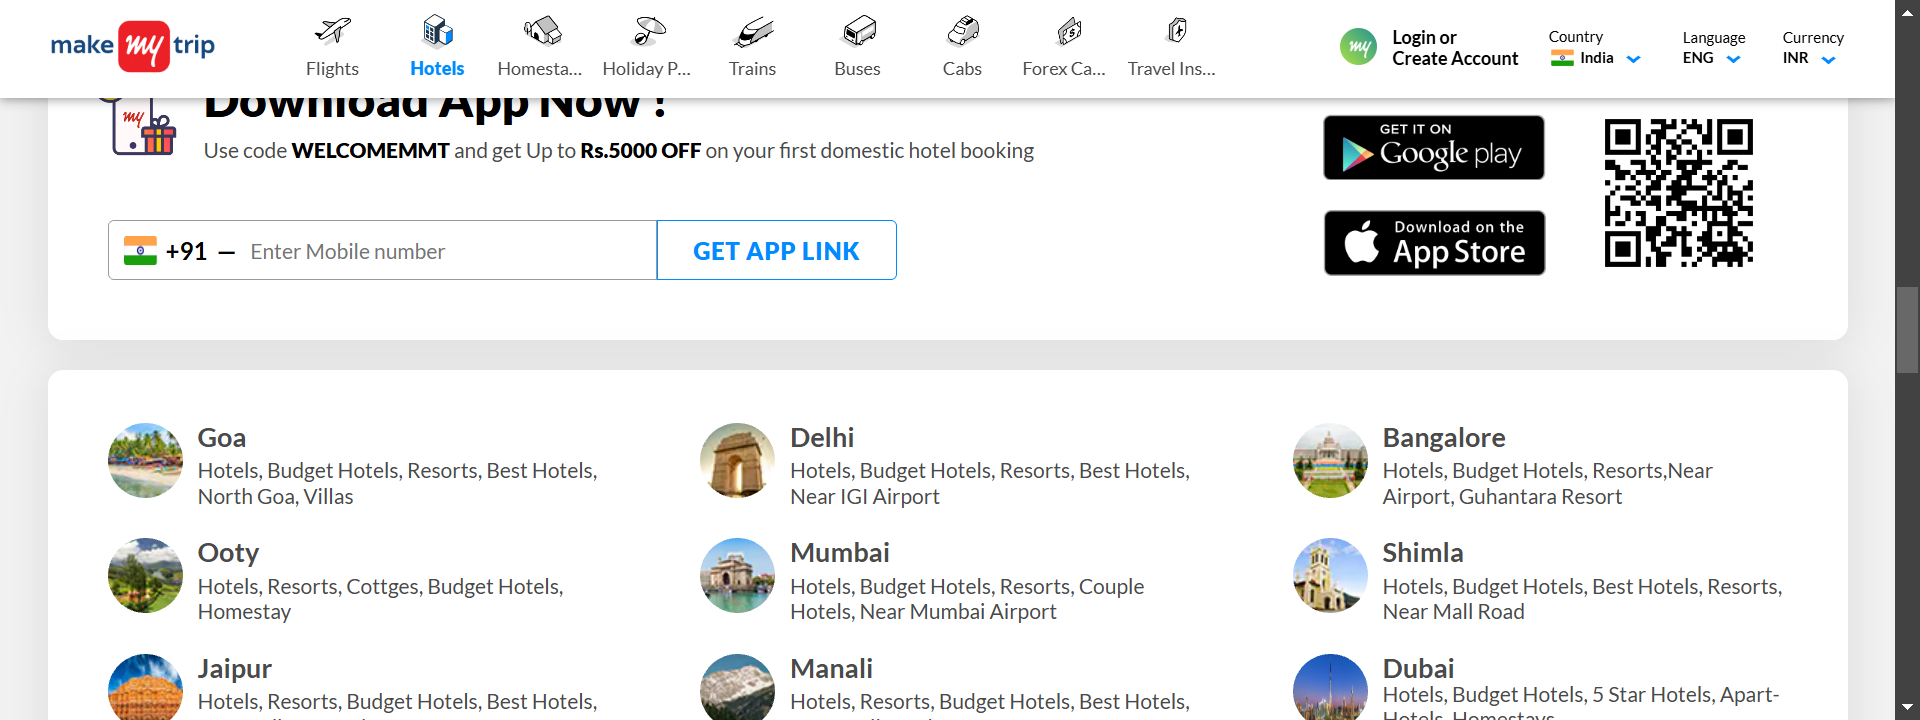 make my trip
Flights
Hotels
Homesta...
Holiday P...
Trains
Buses
Cabs
Forex Ca...
Travel Ins...
my
Login or
Create Account
Country
India
Language
ENG
Currency
INR
Download App Now !
my
Use code WELCOMEMMT and get Up to Rs.5000 OFF on your first domestic hotel booking
+91 — Enter Mobile number
GET APP LINK
GET IT ON
Google play
Download on the
App Store
Goa
Hotels, Budget Hotels, Resorts, Best Hotels,
North Goa, Villas
Delhi
Hotels, Budget Hotels, Resorts, Best Hotels,
Near IGI Airport
Bangalore
Hotels, Budget Hotels, Resorts,Near
Airport, Guhantara Resort
Ooty
Hotels, Resorts, Cottges, Budget Hotels,
Homestay
Mumbai
Hotels, Budget Hotels, Resorts, Couple
Hotels, Near Mumbai Airport
Shimla
Hotels, Budget Hotels, Best Hotels, Resorts,
Near Mall Road
Jaipur
Hotels, Resorts, Budget Hotels, Best Hotels,
Manali
Hotels, Resorts, Budget Hotels, Best Hotels,
Dubai
Hotels, Budget Hotels, 5 Star Hotels, Apart-
Hotels, Homestays